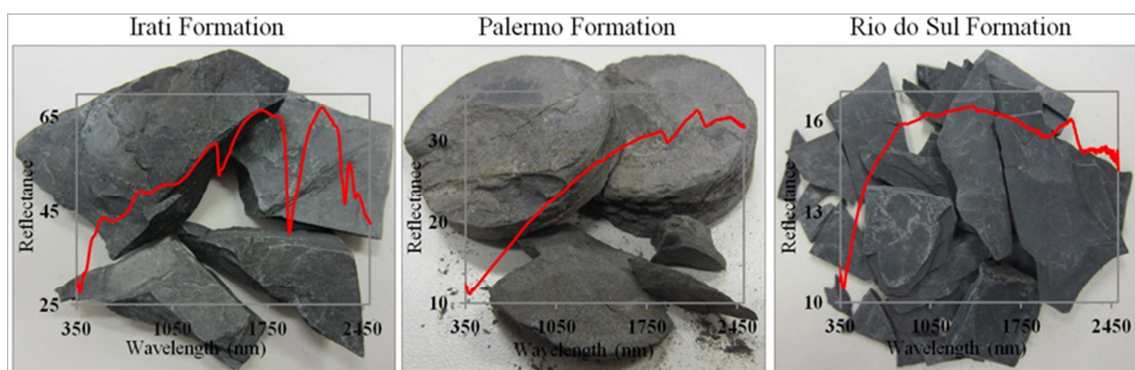 Irati Formation
Palermo Formation
Rio do Sul Formation
Reflectance
65
45
25
350
1050
1750
2450
Wavelength (nm)
Reflectance
30
20
10
350
1050
1750
2450
Wavelength (nm)
Reflectance
16
13
10
350
1050
1750
2450
Wavelength (nm)